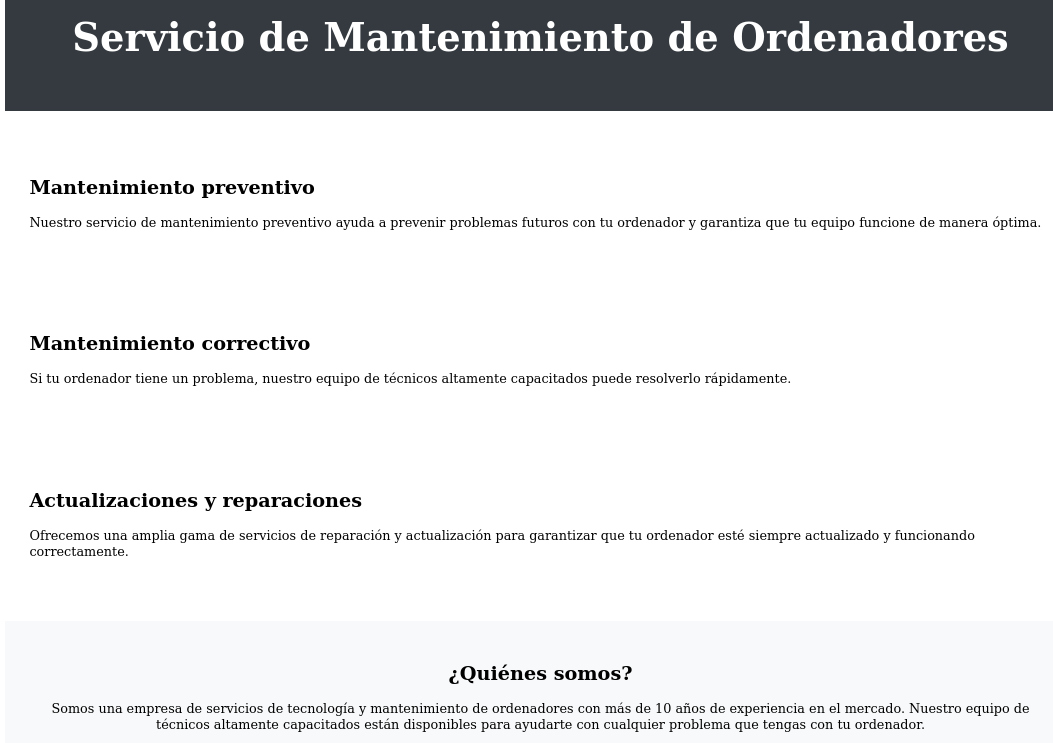 Servicio de Mantenimiento de Ordenadores
Mantenimiento preventivo
Nuestro servicio de mantenimiento preventivo ayuda a prevenir problemas futuros con tu ordenador y garantiza que tu equipo funcione de manera óptima.
Mantenimiento correctivo
Si tu ordenador tiene un problema, nuestro equipo de técnicos altamente capacitados puede resolverlo rápidamente.
Actualizaciones y reparaciones
Ofrecemos una amplia gama de servicios de reparación y actualización para garantizar que tu ordenador esté siempre actualizado y funcionando
correctamente.
¿Quiénes somos?
Somos una empresa de servicios de tecnología y mantenimiento de ordenadores con más de 10 años de experiencia en el mercado. Nuestro equipo de
técnicos altamente capacitados están disponibles para ayudarte con cualquier problema que tengas con tu ordenador.